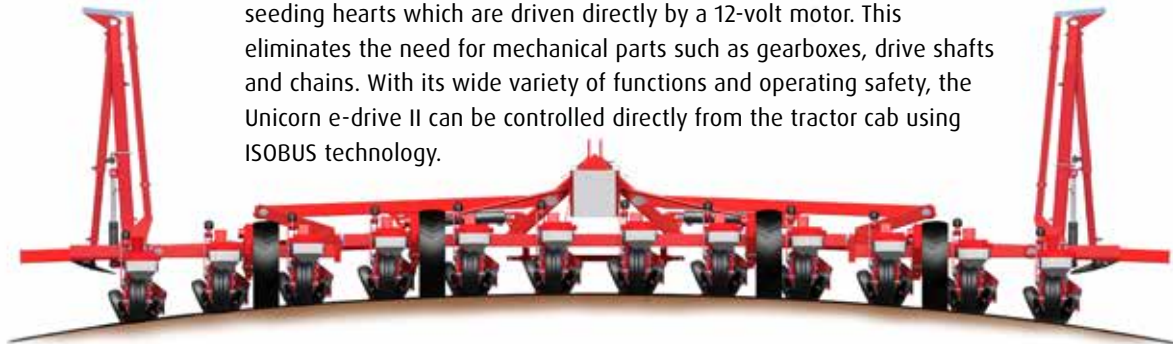 seeding hearts which are driven directly by a 12-volt motor. This
eliminates the need for mechanical parts such as gearboxes, drive shafts
and chains. With its wide variety of functions and operating safety, the
Unicorn e-drive II can be controlled directly from the tractor cab using
ISOBUS technology.